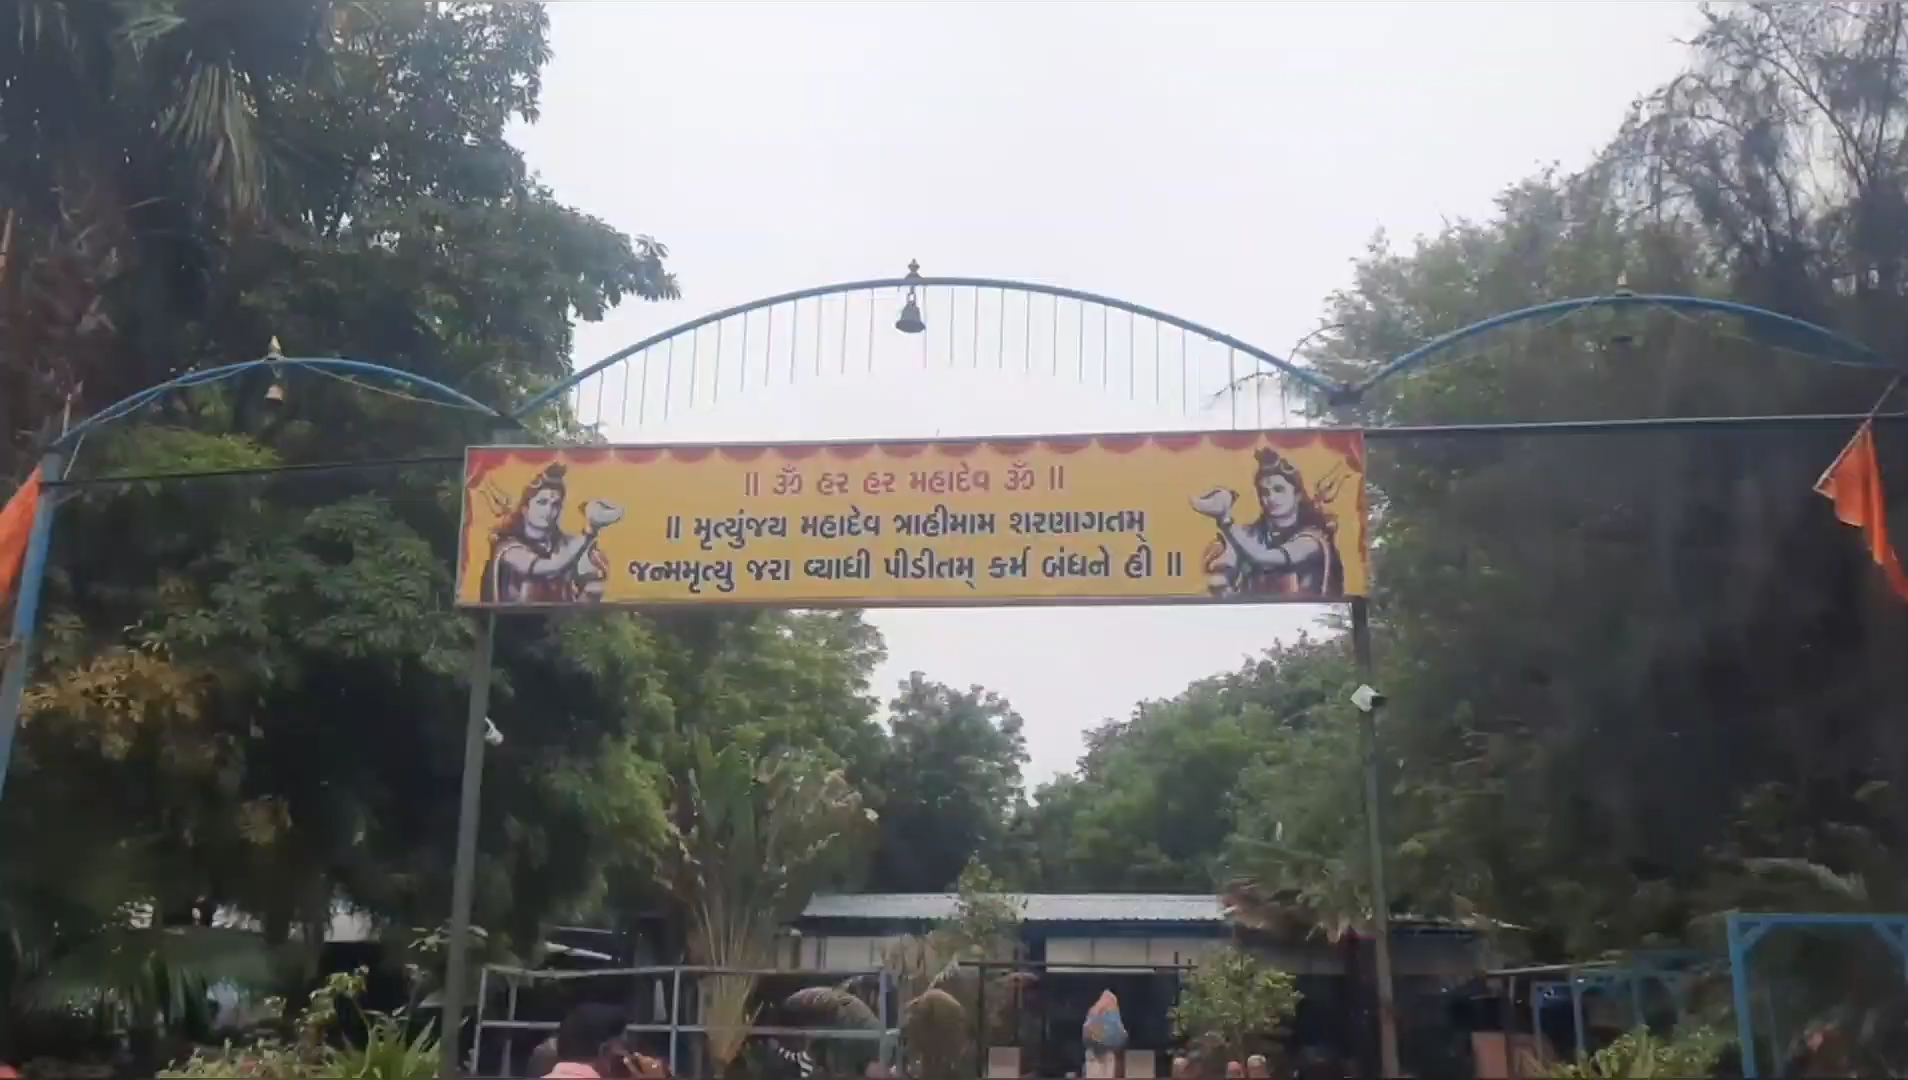 ॥ ૐ હર હર મહાદેવ ૐ ॥
॥ મૃત્યુંજય મહાદેવ ત્રાહીમામ શરણાગતમ્
જન્મમૃત્યુ જરા વ્યાધી પીડીતમ્ કર્મ બંધને હી ॥